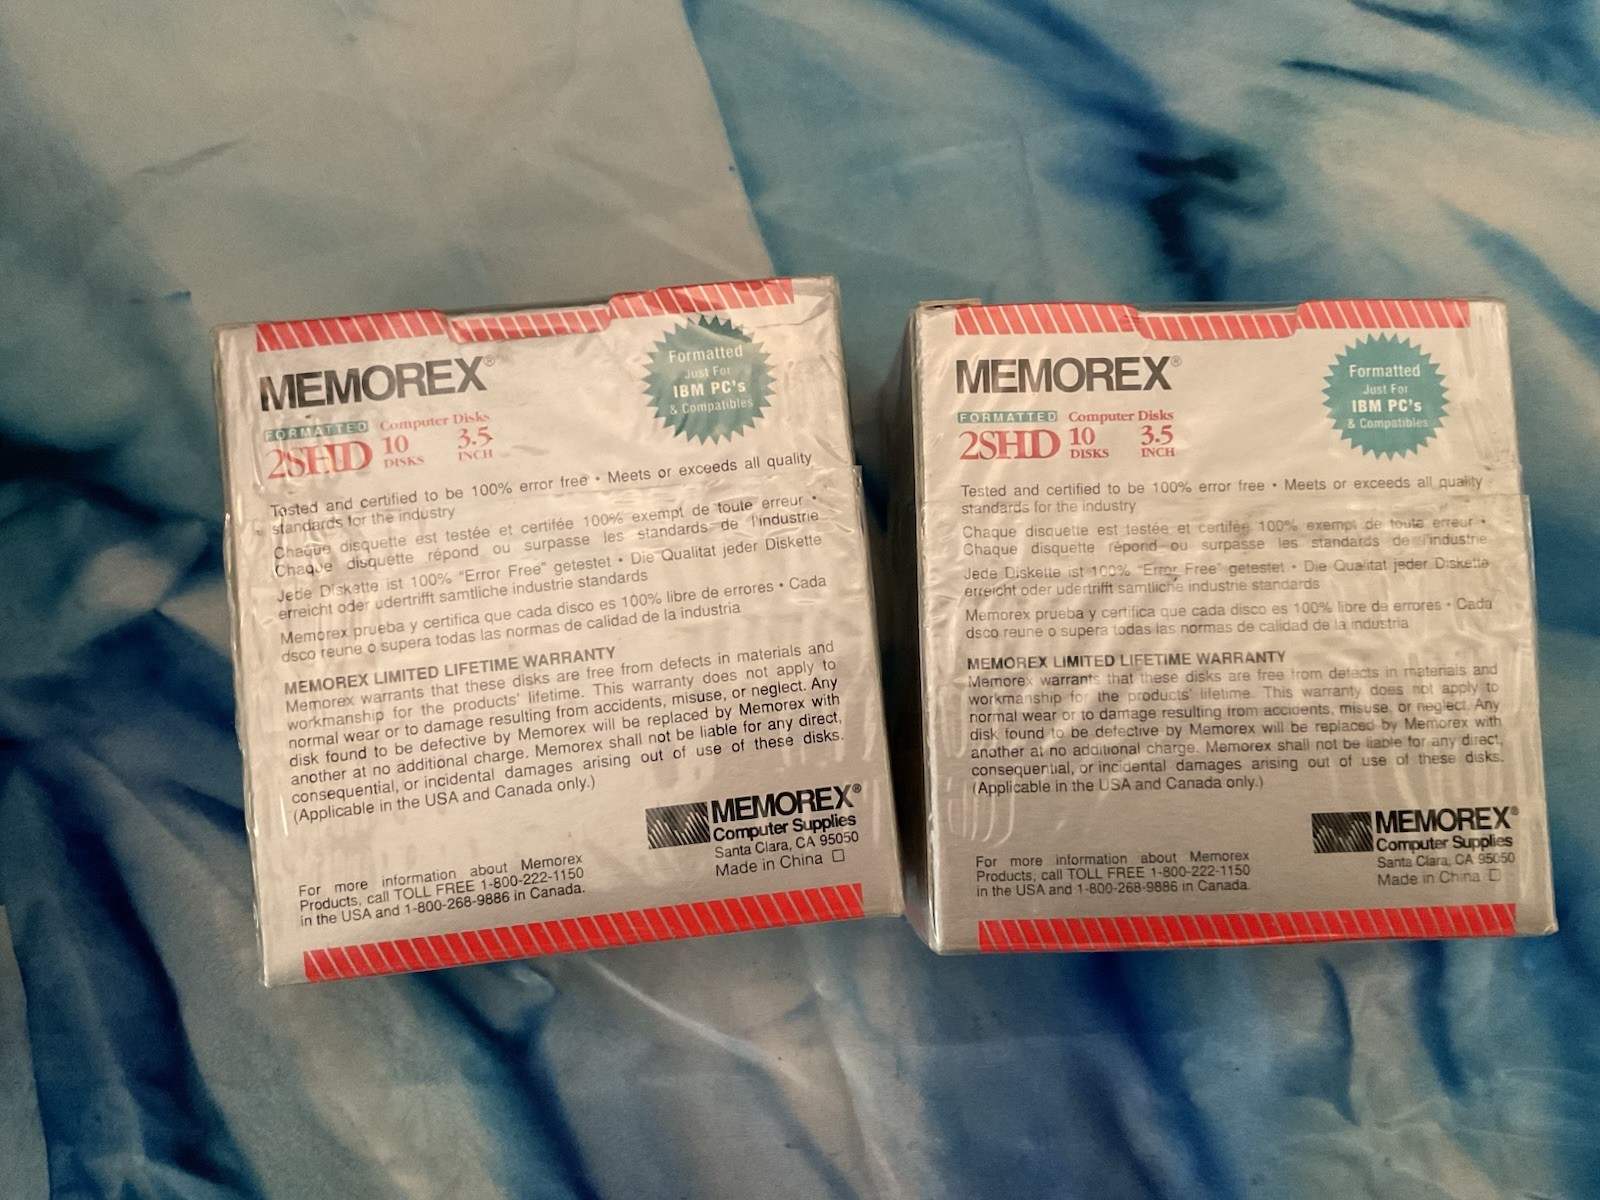 MEMOREX®
FORMATTED Computer Disks
2SHD 10 DISKS 3.5 INCH
Formatted
Just For
IBM PC's
& Compatibles
Tested and certified to be 100% error free • Meets or exceeds all quality
standards for the industry
Chaque disquette est testée et certifée 100% exempt de toute erreur •
Chaque disquette répond ou surpasse les standards de l'industrie
Jede Diskette ist 100% "Error Free" getestet • Die Qualitat jeder Diskette
erreicht oder udertrifft samtliche industrie standards
Memorex prueba y certifica que cada disco es 100% libre de errores • Cada
dsco reune o supera todas las normas de calidad de la industria
MEMOREX LIMITED LIFETIME WARRANTY
Memorex warrants that these disks are free from defects in materials and
workmanship for the products' lifetime. This warranty does not apply to
normal wear or to damage resulting from accidents, misuse, or neglect. Any
disk found to be defective by Memorex will be replaced by Memorex with
another at no additional charge. Memorex shall not be liable for any direct,
consequential, or incidental damages arising out of use of these disks.
(Applicable in the USA and Canada only.)
For more information about Memorex
Products, call TOLL FREE 1-800-222-1150
in the USA and 1-800-268-9886 in Canada.
MEMOREX®
Computer Supplies
Santa Clara, CA 95050
Made in China
MEMOREX®
FORMATTED Computer Disks
2SHD 10 DISKS 3.5 INCH
Formatted
Just For
IBM PC's
& Compatibles
Tested and certified to be 100% error free • Meets or exceeds all quality
standards for the industry
Chaque disquette est testée et certifée 100% exempt de toute erreur •
Chaque disquette répond ou surpasse les standards de l'industrie
Jede Diskette ist 100% "Error Free" getestet • Die Qualitat jeder Diskette
erreicht oder udertrifft samtliche industrie standards
Memorex prueba y certifica que cada disco es 100% libre de errores • Cada
dsco reune o supera todas las normas de calidad de la industria
MEMOREX LIMITED LIFETIME WARRANTY
Memorex warrants that these disks are free from defects in materials and
workmanship for the products' lifetime. This warranty does not apply to
normal wear or to damage resulting from accidents, misuse, or neglect. Any
disk found to be defective by Memorex will be replaced by Memorex with
another at no additional charge. Memorex shall not be liable for any direct,
consequential, or incidental damages arising out of use of these disks.
(Applicable in the USA and Canada only.)
For more information about Memorex
Products, call TOLL FREE 1-800-222-1150
in the USA and 1-800-268-9886 in Canada.
MEMOREX®
Computer Supplies
Santa Clara, CA 95050
Made in China